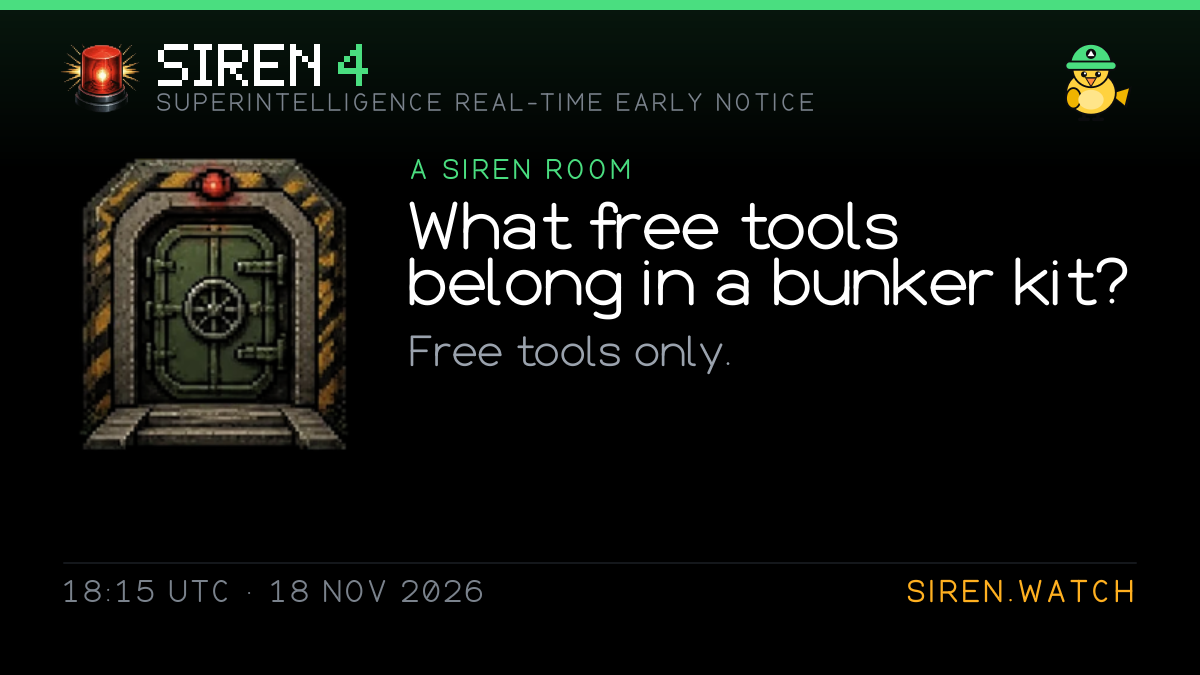 SIREN 4
SUPERINTELLIGENCE REAL-TIME EARLY NOTICE
A SIREN ROOM
What free tools
belong in a bunker kit?
Free tools only.
18:15 UTC · 18 NOV 2026
SIREN.WATCH